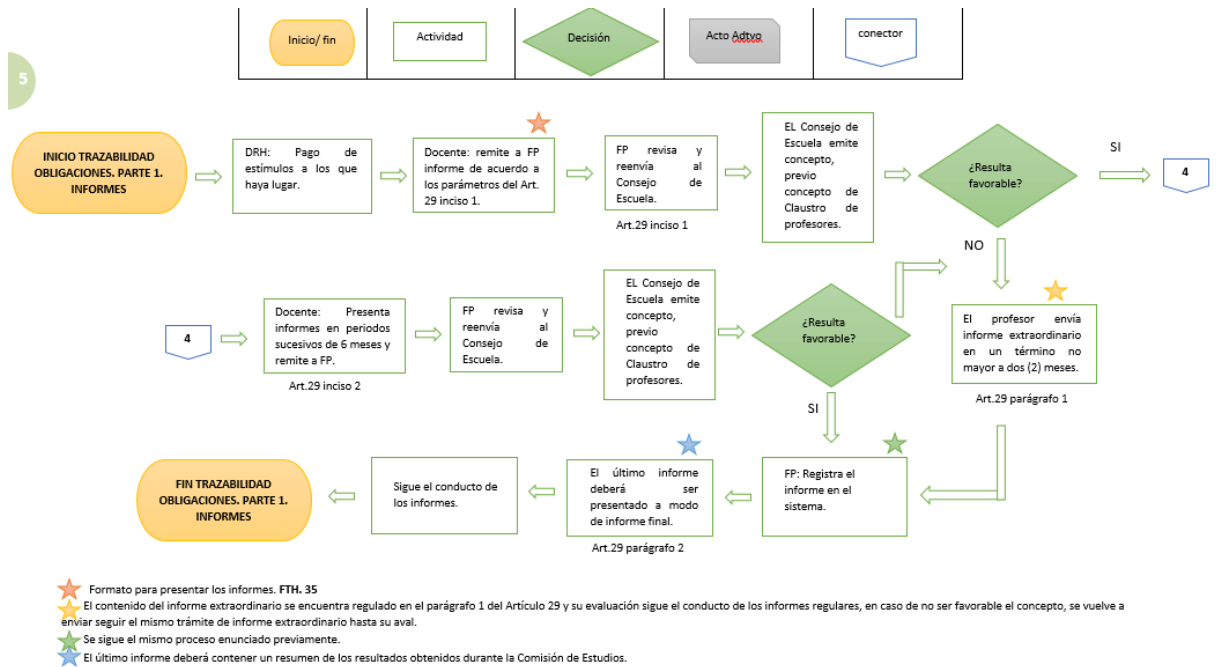 Inicio/ fin
Actividad
Decisión
Acto Adtvo
conector
5
INICIO TRAZABILIDAD
OBLIGACIONES. PARTE 1.
INFORMES
DRH: Pago de
estímulos a los que
haya lugar.
Docente: remite a FP
informe de acuerdo a
los parámetros del Art.
29 inciso 1.
FP revisa y
reenvía al
Consejo de
Escuela.
Art.29 inciso 1
EL Consejo de
Escuela emite
concepto,
previo
concepto de
Claustro de
profesores.
¿Resulta
favorable?
SI
4
NO
4
Docente: Presenta
informes en periodos
sucesivos de 6 meses y
remite a FP.
Art.29 inciso 2
FP revisa y
reenvía al
Consejo de
Escuela.
EL Consejo de
Escuela emite
concepto,
previo
concepto de
Claustro de
profesores.
¿Resulta
favorable?
SI
El profesor envía
informe extraordinario
en un término no
mayor a dos (2) meses.
Art.29 parágrafo 1
FIN TRAZABILIDAD
OBLIGACIONES. PARTE 1.
INFORMES
Sigue el conducto de
los informes.
El último informe
deberá ser
presentado a modo
de informe final.
Art.29 parágrafo 2
FP: Registra el
informe en el
sistema.
Formato para presentar los informes. FTH. 35
El contenido del informe extraordinario se encuentra regulado en el parágrafo 1 del Artículo 29 y su evaluación sigue el conducto de los informes regulares, en caso de no ser favorable el concepto, se vuelve a
enviar seguir el mismo trámite de informe extraordinario hasta su aval.
Se sigue el mismo proceso enunciado previamente.
El último informe deberá contener un resumen de los resultados obtenidos durante la Comisión de Estudios.